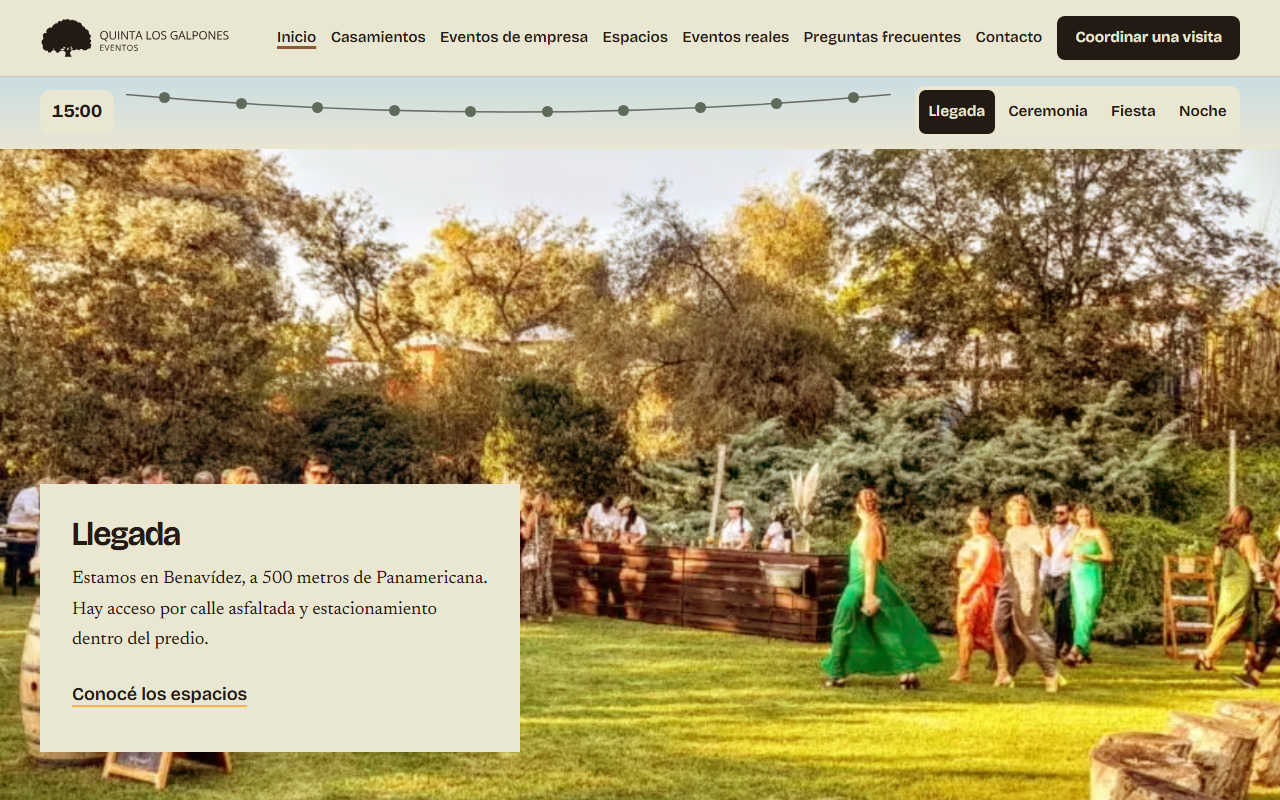 QUINTA LOS GALPONES
EVENTOS
Inicio Casamientos Eventos de empresa Espacios Eventos reales Preguntas frecuentes Contacto Coordinar una visita
15:00 Llegada Ceremonia Fiesta Noche
Llegada
Estamos en Benavídez, a 500 metros de Panamericana.
Hay acceso por calle asfaltada y estacionamiento
dentro del predio.
Conocé los espacios